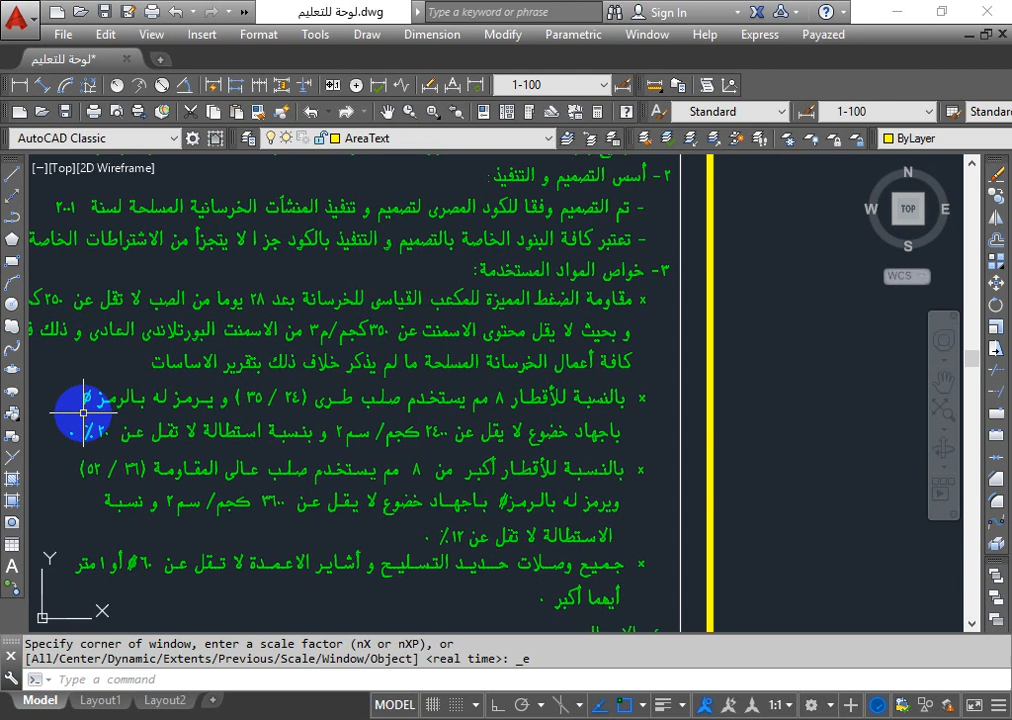 لوحة للتعليم.dwg
Type a keyword or phrase
Sign In
File Edit View Insert Format Tools Draw Dimension Modify Parametric Window Help Express Payazed
لوحة للتعليم*
1-100
Standard
1-100
Standard
AutoCAD Classic
AreaText
ByLayer
[−][Top][2D Wireframe]
N
W TOP E
S
WCS
٢- أسس التصميم و التنفيذ:
- تم التصميم وفقا للكود المصرى لتصميم و تنفيذ المنشآت الخرسانية المسلحة لسنة ٢٠٠١
- تعتبر كافة البنود الخاصة بالتصميم و التنفيذ بالكود جزا لا يتجزأ من الاشتراطات الخاصة
٣- خواص المواد المستخدمة:
× مقاومة الضغط المميزة للمكعب القياسى للخرسانة بعد ٢٨ يوما من الصب لا تقل عن ٢٥٠كج
و بحيث لا يقل محتوى الاسمنت عن ٣٥٠كجم/م٣ من الاسمنت البورتلاندى العادى و ذلك ف
كافة أعمال الخرسانة المسلحة ما لم يذكر خلاف ذلك بتقرير الاساسات
× بالنسبة للأقطار ٨ مم يستخدم صلب طرى (٢٤ / ٣٥ ) و يرمز له بالرمز ø
باجهاد خضوع لا يقل عن ٢٤٠٠ كجم/ سم٢ و بنسبة استطالة لا تقل عن ٢٠٪ ٠
× بالنسبة للأقطار أكبر من ٨ مم يستخدم صلب عالى المقاومة (٣٦ / ٥٢)
ويرمز له بالرمز ø باجهاد خضوع لا يقل عن ٣٦٠٠ كجم/ سم٢ و نسبة
الاستطالة لا تقل عن ١٢٪ ٠
× جميع وصلات حديد التسليح و أشاير الاعمدة لا تقل عن ٦٠ø أو ١ متر
أيهما أكبر ٠
Y
X
Specify corner of window, enter a scale factor (nX or nXP), or
[All/Center/Dynamic/Extents/Previous/Scale/Window/Object] <real time>: _e
Type a command
Model Layout1 Layout2
MODEL
1:1